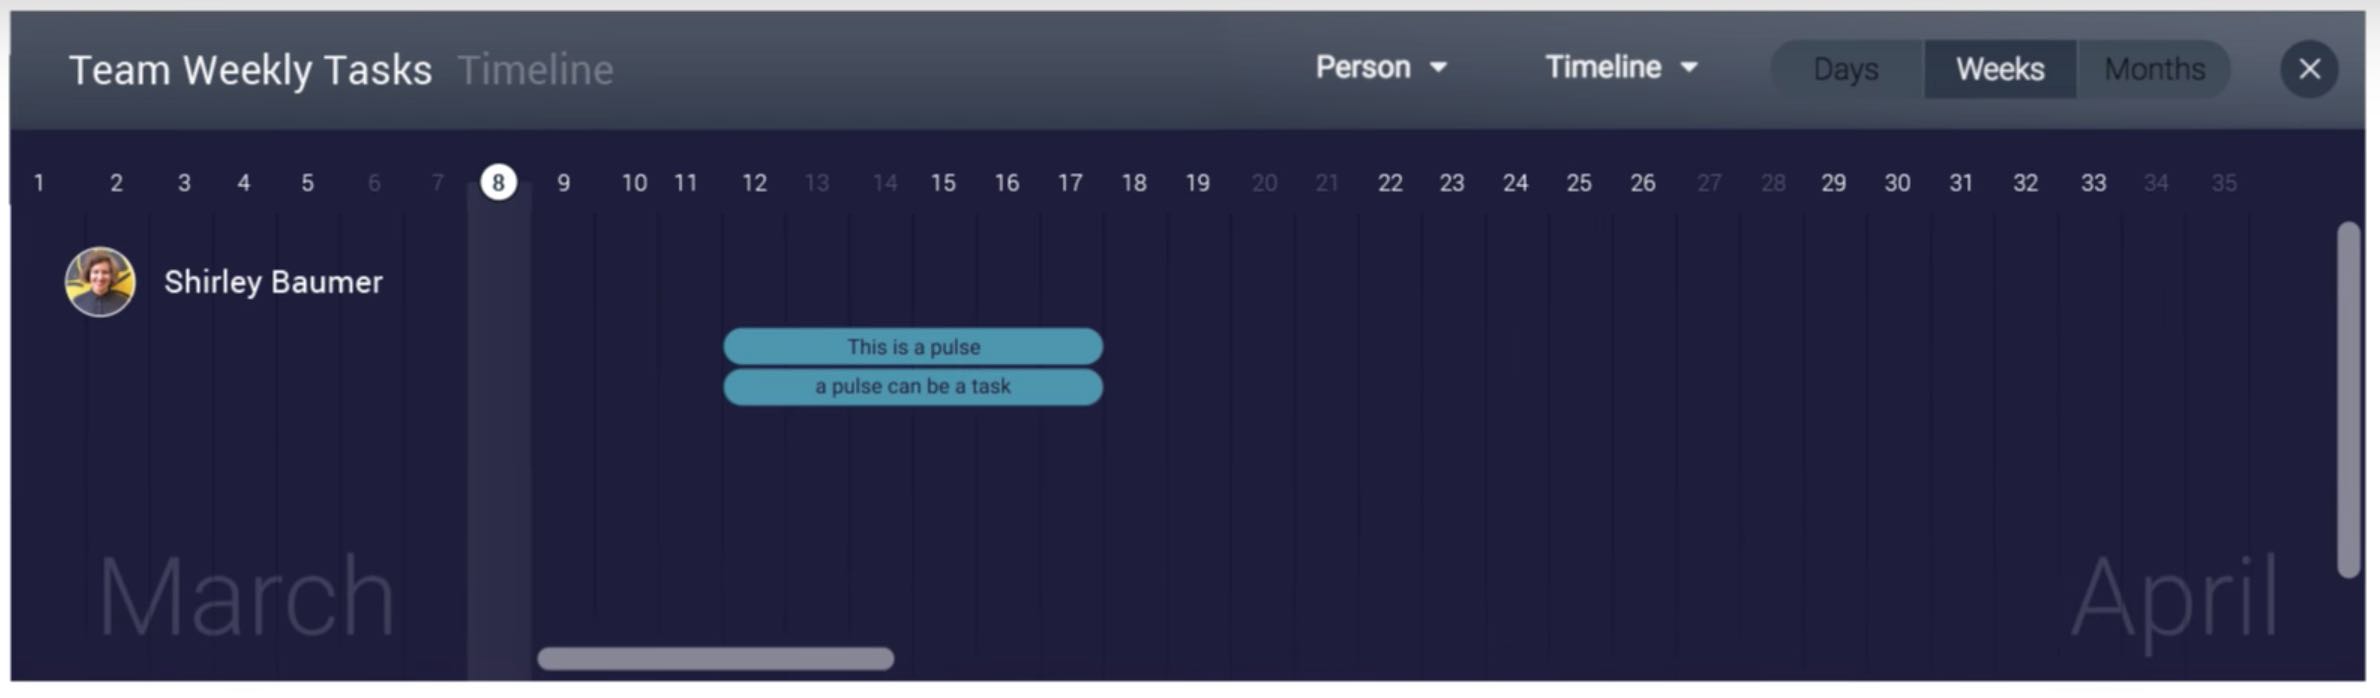 Team Weekly Tasks Timeline Person Timeline Days Weeks Months
1 2 3 4 5 6 7 8 9 10 11 12 13 14 15 16 17 18 19 20 21 22 23 24 25 26 27 28 29 30 31 32 33 34 35
Shirley Baumer
This is a pulse
a pulse can be a task
March April